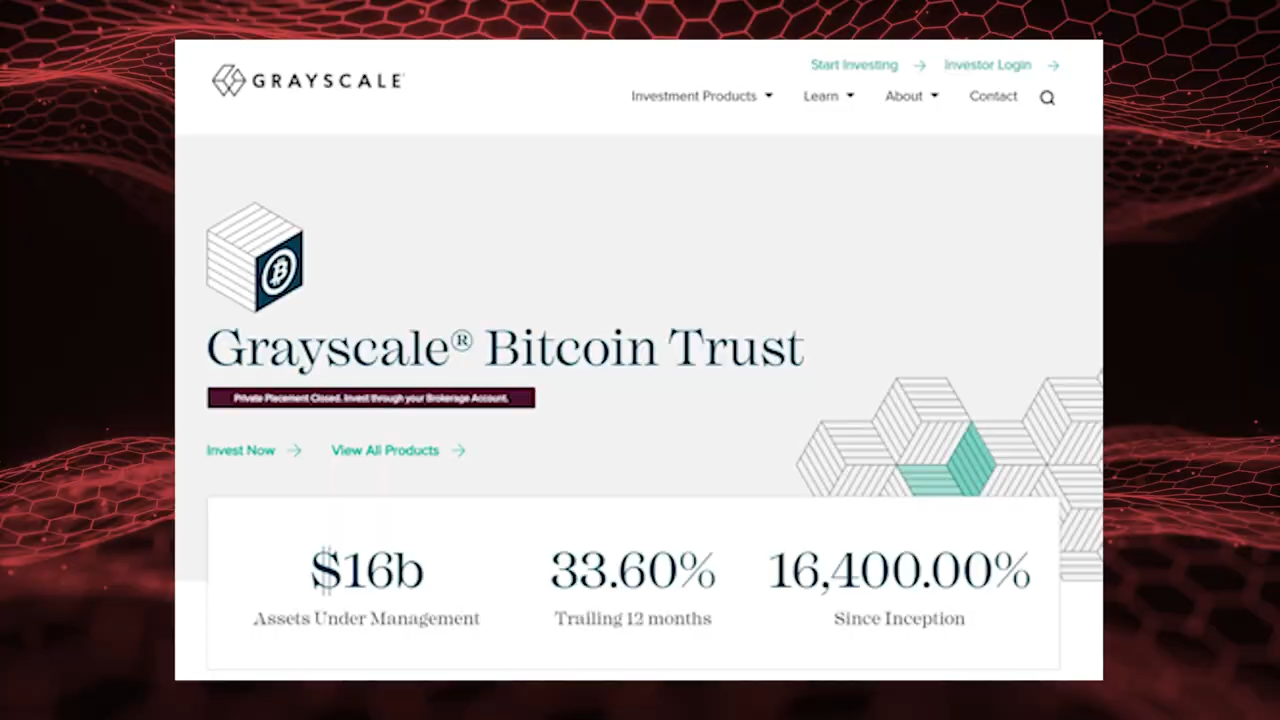 GRAYSCALE
Start Investing → Investor Login →
Investment Products Learn About Contact
Grayscale® Bitcoin Trust
Private Placement Closed. Invest through your Brokerage Account.
Invest Now → View All Products →
$16b 33.60% 16,400.00%
Assets Under Management Trailing 12 months Since Inception